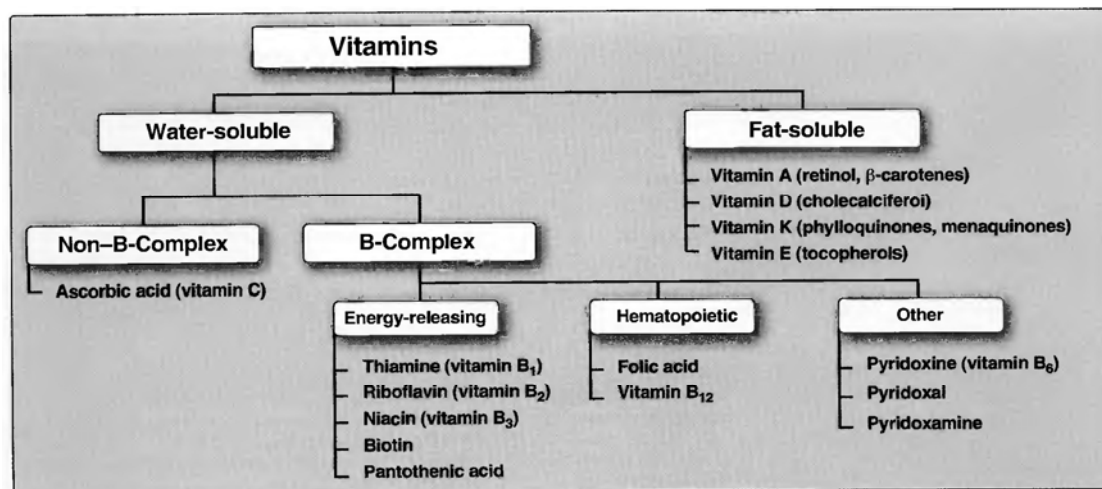 Vitamins
Water-soluble
Fat-soluble
Vitamin A (retinol, β-carotenes)
Vitamin D (cholecalciferoi)
Vitamin K (phylloquinones, menaquinones)
Vitamin E (tocopherols)
Non–B-Complex
B-Complex
Ascorbic acid (vitamin C)
Energy-releasing
Hematopoietic
Other
Thiamine (vitamin B₁)
Riboflavin (vitamin B₂)
Niacin (vitamin B₃)
Biotin
Pantothenic acid
Folic acid
Vitamin B₁₂
Pyridoxine (vitamin B₆)
Pyridoxal
Pyridoxamine